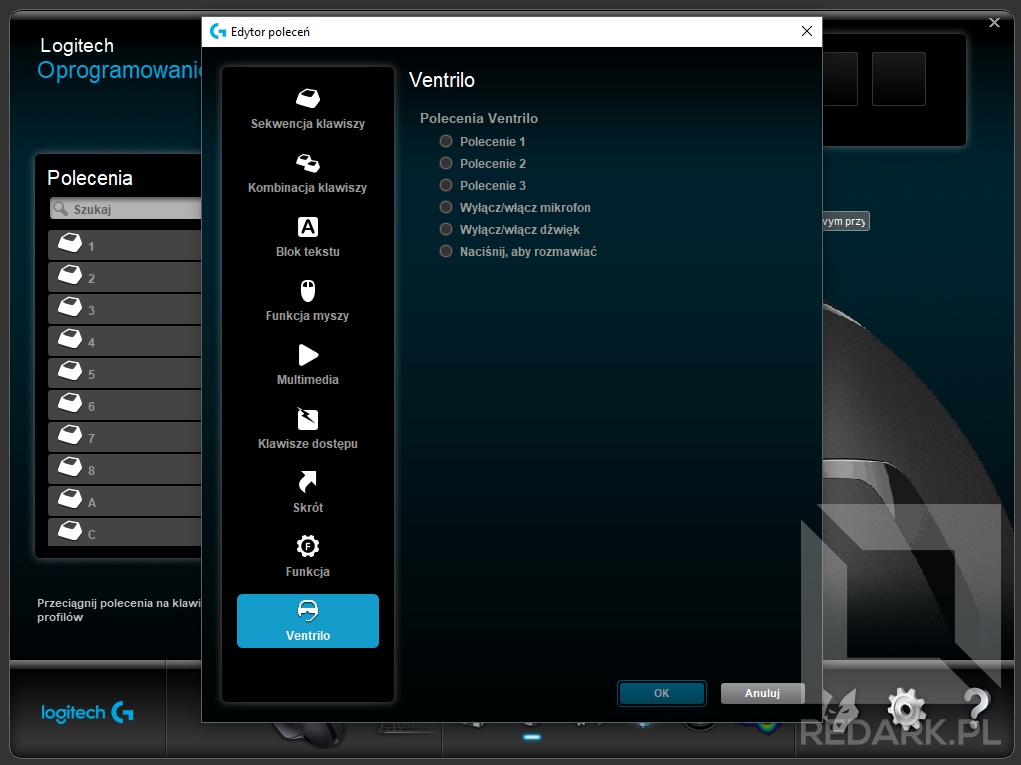 Edytor poleceń
Logitech
Oprogramowanie
Polecenia
Szukaj
1
2
3
4
5
6
7
8
A
C
Przeciągnij polecenia na klawi
profilów
logitech
Sekwencja klawiszy
Kombinacja klawiszy
Blok tekstu
Funkcja myszy
Multimedia
Klawisze dostępu
Skrót
Funkcja
Ventrilo
Ventrilo
Polecenia Ventrilo
Polecenie 1
Polecenie 2
Polecenie 3
Wyłącz/włącz mikrofon
Wyłącz/włącz dźwięk
Naciśnij, aby rozmawiać
OK
Anuluj
wym przy
REDARK.PL